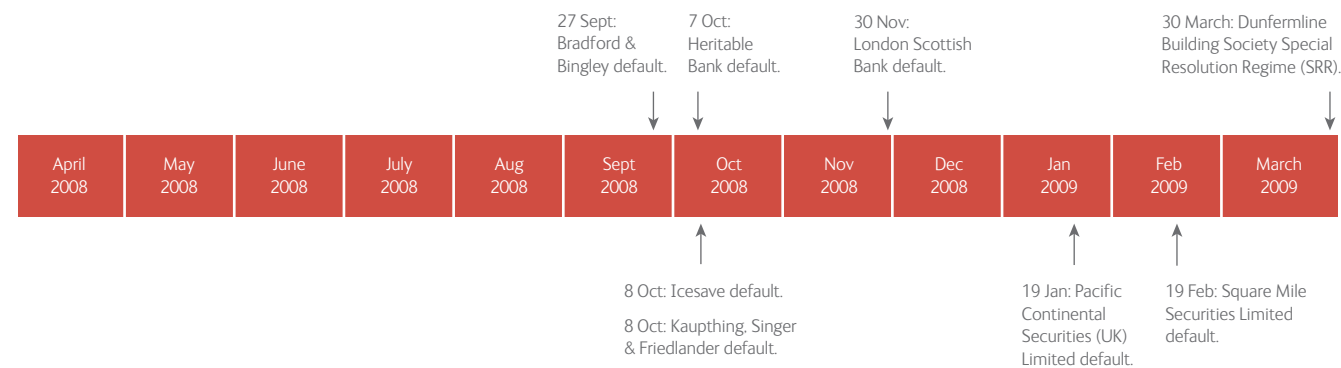 27 Sept:
Bradford &
Bingley default.
7 Oct:
Heritable
Bank default.
30 Nov:
London Scottish
Bank default.
30 March: Dunfermline
Building Society Special
Resolution Regime (SRR).
April
2008
May
2008
June
2008
July
2008
Aug
2008
Sept
2008
Oct
2008
Nov
2008
Dec
2008
Jan
2009
Feb
2009
March
2009
8 Oct: Icesave default.
8 Oct: Kaupthing, Singer
& Friedlander default.
19 Jan: Pacific
Continental
Securities (UK)
Limited default.
19 Feb: Square Mile
Securities Limited
default.